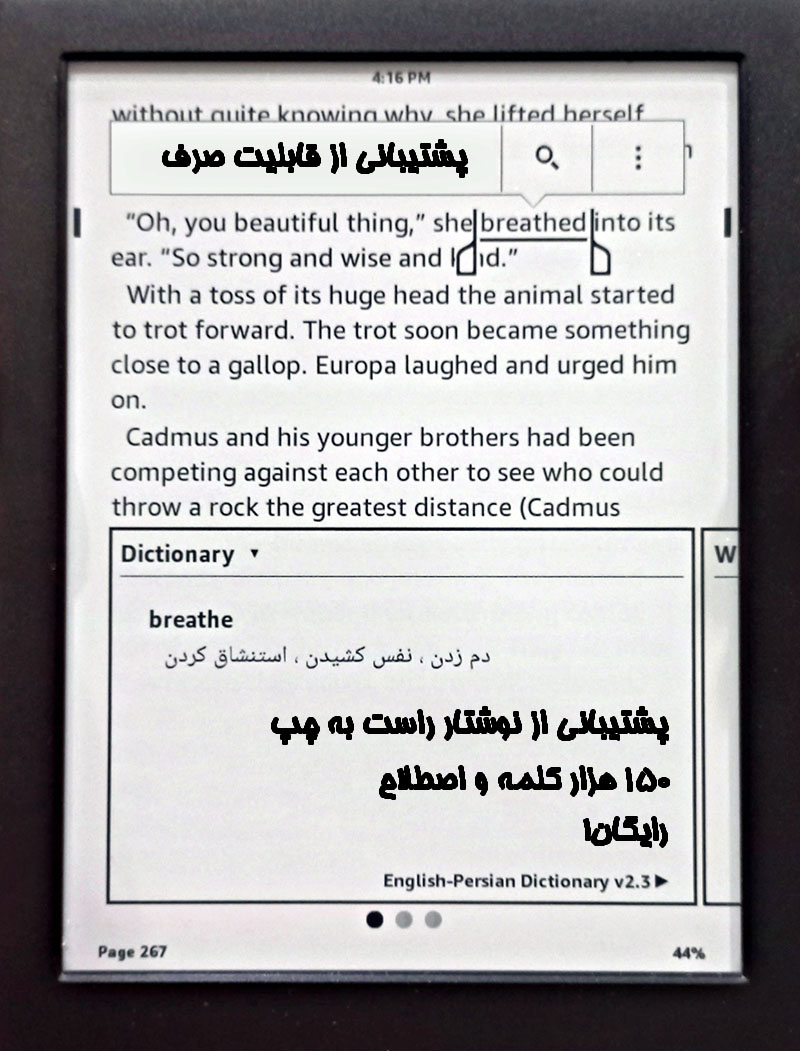 4:16 PM
without quite knowing why, she lifted herself
پشتیبانی از قابلیت صرف
“Oh, you beautiful thing,” she breathed into its
ear. “So strong and wise and
With a toss of its huge head the animal started
to trot forward. The trot soon became something
close to a gallop. Europa laughed and urged him
on.
Cadmus and his younger brothers had been
competing against each other to see who could
throw a rock the greatest distance (Cadmus
Dictionary ▼
W
breathe
دم زدن ، نفس کشیدن ، استنشاق کردن
پشتیبانی از نوشتار راست به چپ
۱۵۰ هزار کلمه و اصطلاح
رایگان!
English-Persian Dictionary v2.3 ▶
Page 267
44%